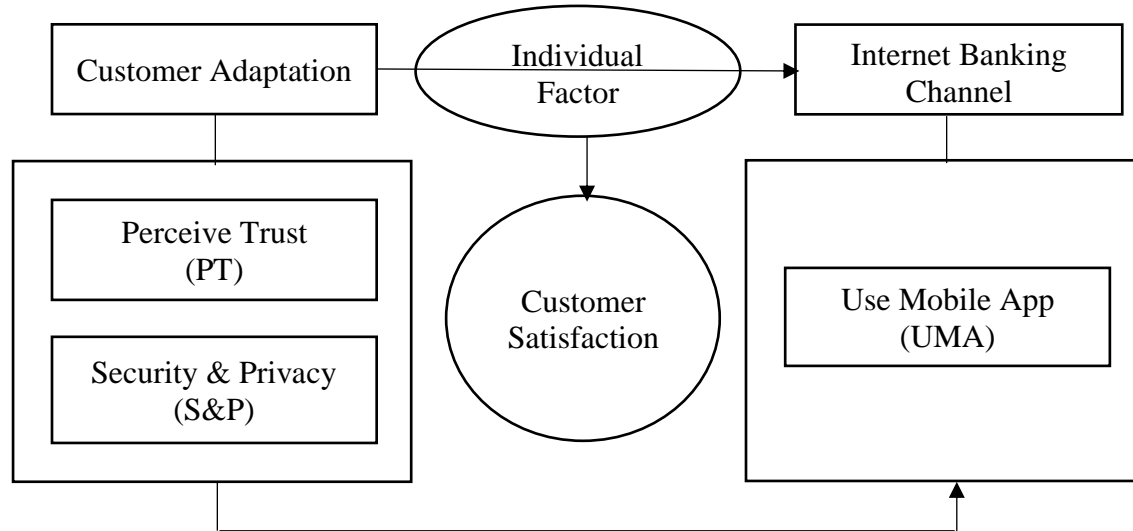 Customer Adaptation
Individual
Factor
Internet Banking
Channel
Perceive Trust
(PT)
Security & Privacy
(S&P)
Customer
Satisfaction
Use Mobile App
(UMA)